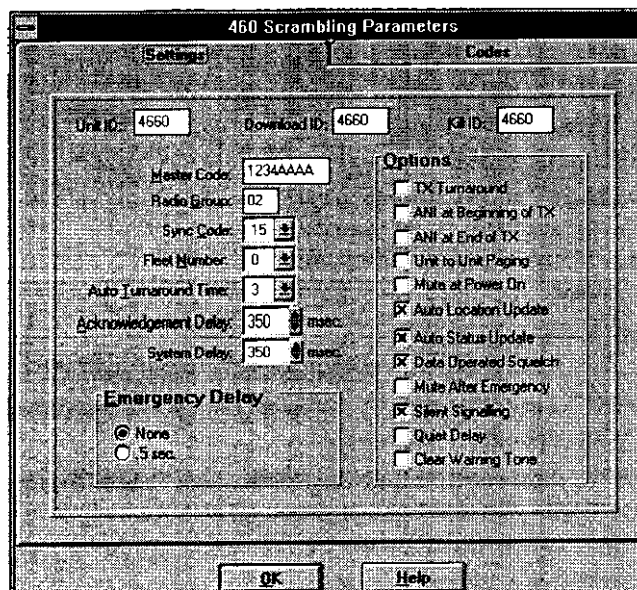 460 Scrambling Parameters
Settings
Codes
Unit ID: 4660
Download ID: 4660
Kill ID: 4660
Master Code: 1234AAAA
Radio Group: 02
Sync Code: 15
Fleet Number: 0
Auto Turnaround Time: 3
Acknowledgement Delay: 350 msec.
System Delay: 350 msec.
Emergency Delay
None
.5 sec.
Options
TX Turnaround
ANI at Beginning of TX
ANI at End of TX
Unit to Unit Paging
Mute at Power On
Auto Location Update
Auto Status Update
Data Operated Squelch
Mute After Emergency
Silent Signalling
Quiet Delay
Clear Warning Tone
OK
Help